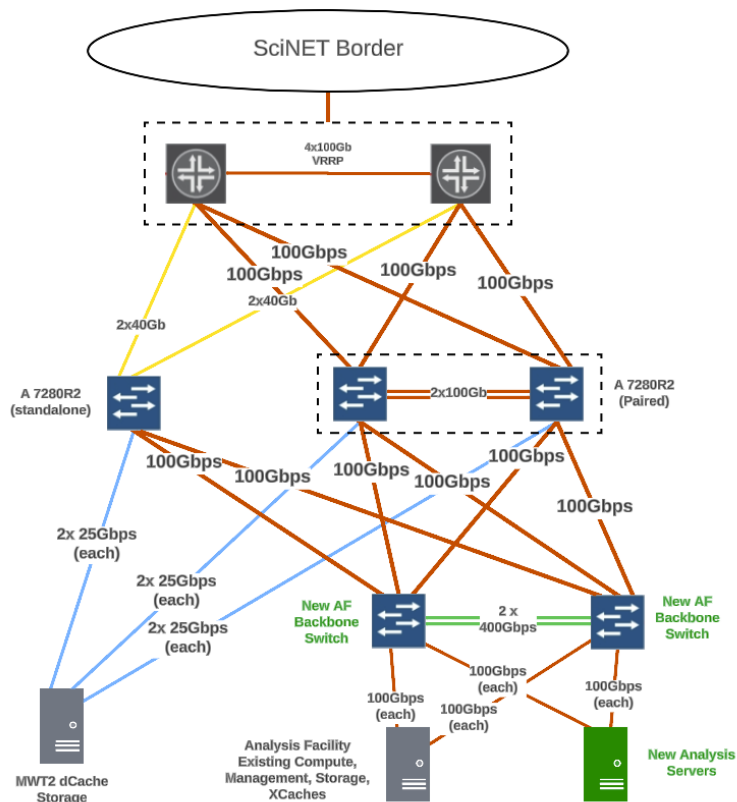 SciNET Border
4x100Gb
VRRP
100Gbps
100Gbps
100Gbps
100Gbps
2x40Gb
2x40Gb
A 7280R2
(standalone)
2x100Gb
A 7280R2
(Paired)
100Gbps
100Gbps
100Gbps
100Gbps
100Gbps
100Gbps
2x 25Gbps
(each)
2x 25Gbps
(each)
2x 25Gbps
(each)
New AF
Backbone
Switch
2 x
400Gbps
New AF
Backbone
Switch
100Gbps
(each)
100Gbps
(each)
100Gbps
(each)
100Gbps
(each)
MWT2 dCache
Storage
Analysis Facility
Existing Compute,
Management, Storage,
XCaches
New Analysis
Servers